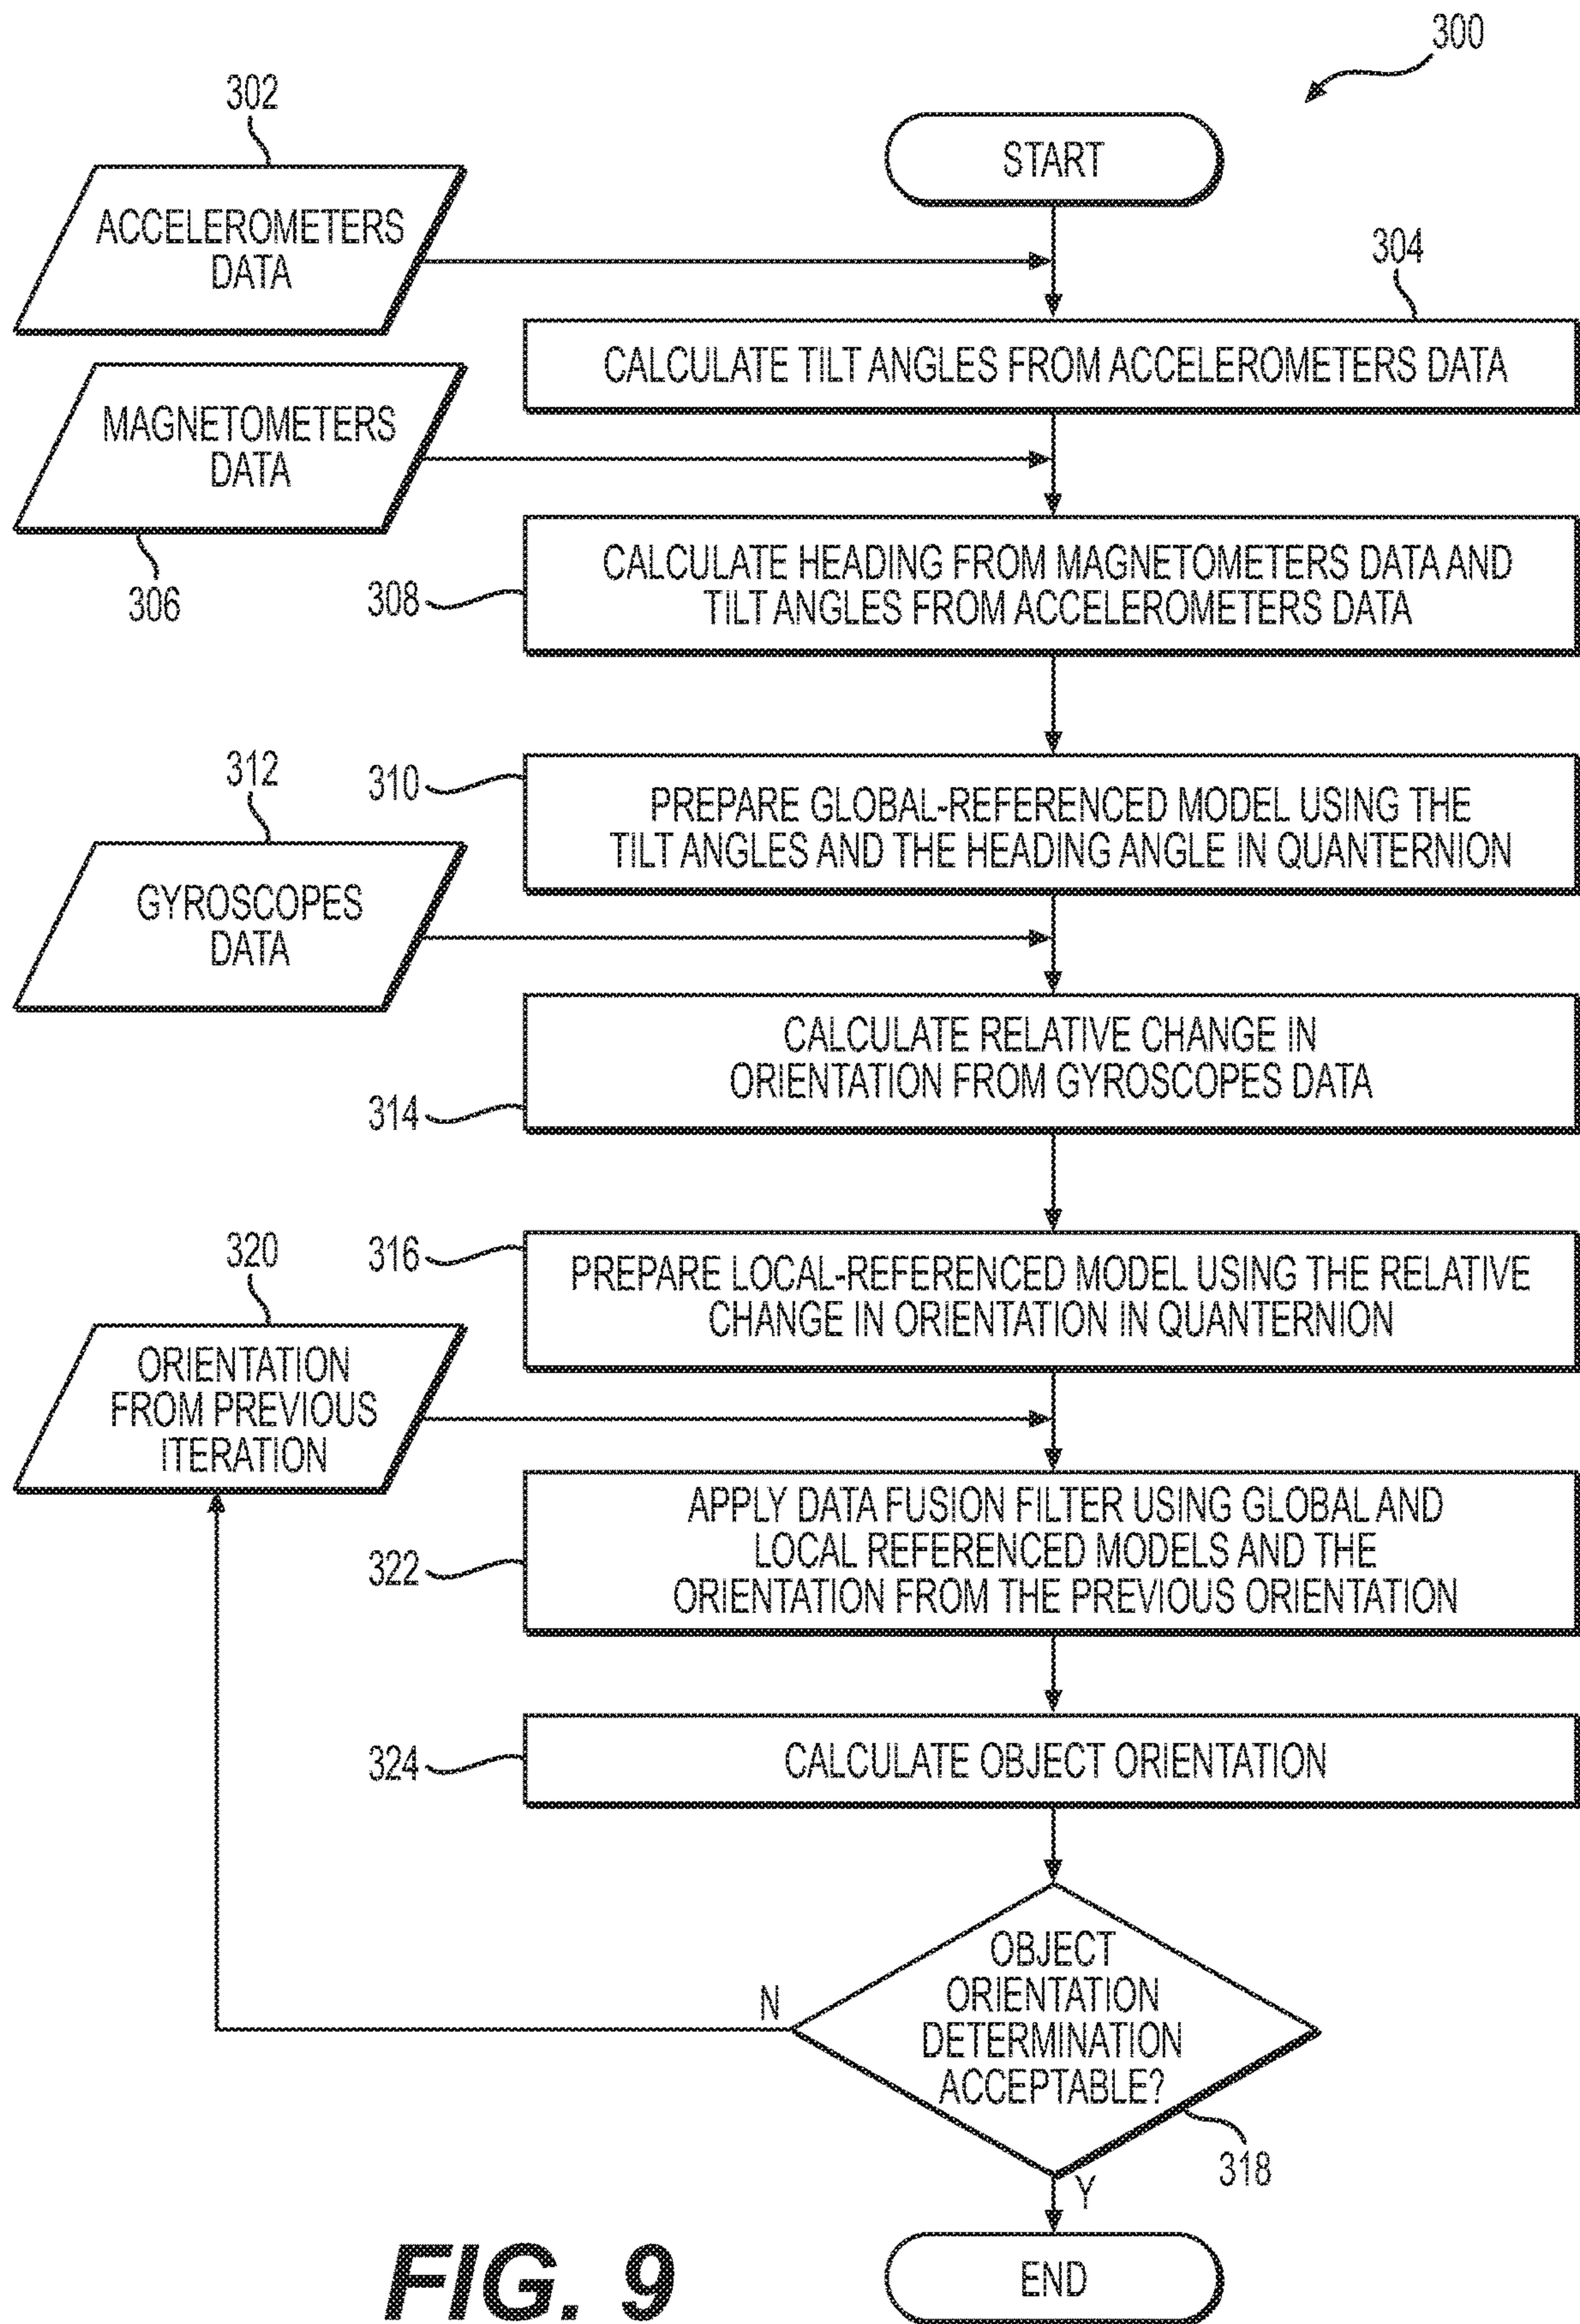 300
302
START
ACCELEROMETERS
DATA
304
CALCULATE TILT ANGLES FROM ACCELEROMETERS DATA
MAGNETOMETERS
DATA
306
308
CALCULATE HEADING FROM MAGNETOMETERS DATA AND
TILT ANGLES FROM ACCELEROMETERS DATA
310
PREPARE GLOBAL-REFERENCED MODEL USING THE
TILT ANGLES AND THE HEADING ANGLE IN QUANTERNION
312
GYROSCOPES
DATA
314
CALCULATE RELATIVE CHANGE IN
ORIENTATION FROM GYROSCOPES DATA
316
PREPARE LOCAL-REFERENCED MODEL USING THE RELATIVE
CHANGE IN ORIENTATION IN QUANTERNION
320
ORIENTATION
FROM PREVIOUS
ITERATION
322
APPLY DATA FUSION FILTER USING GLOBAL AND
LOCAL REFERENCED MODELS AND THE
ORIENTATION FROM THE PREVIOUS ORIENTATION
324
CALCULATE OBJECT ORIENTATION
OBJECT
ORIENTATION
DETERMINATION
ACCEPTABLE?
N
318
Y
END
FIG. 9